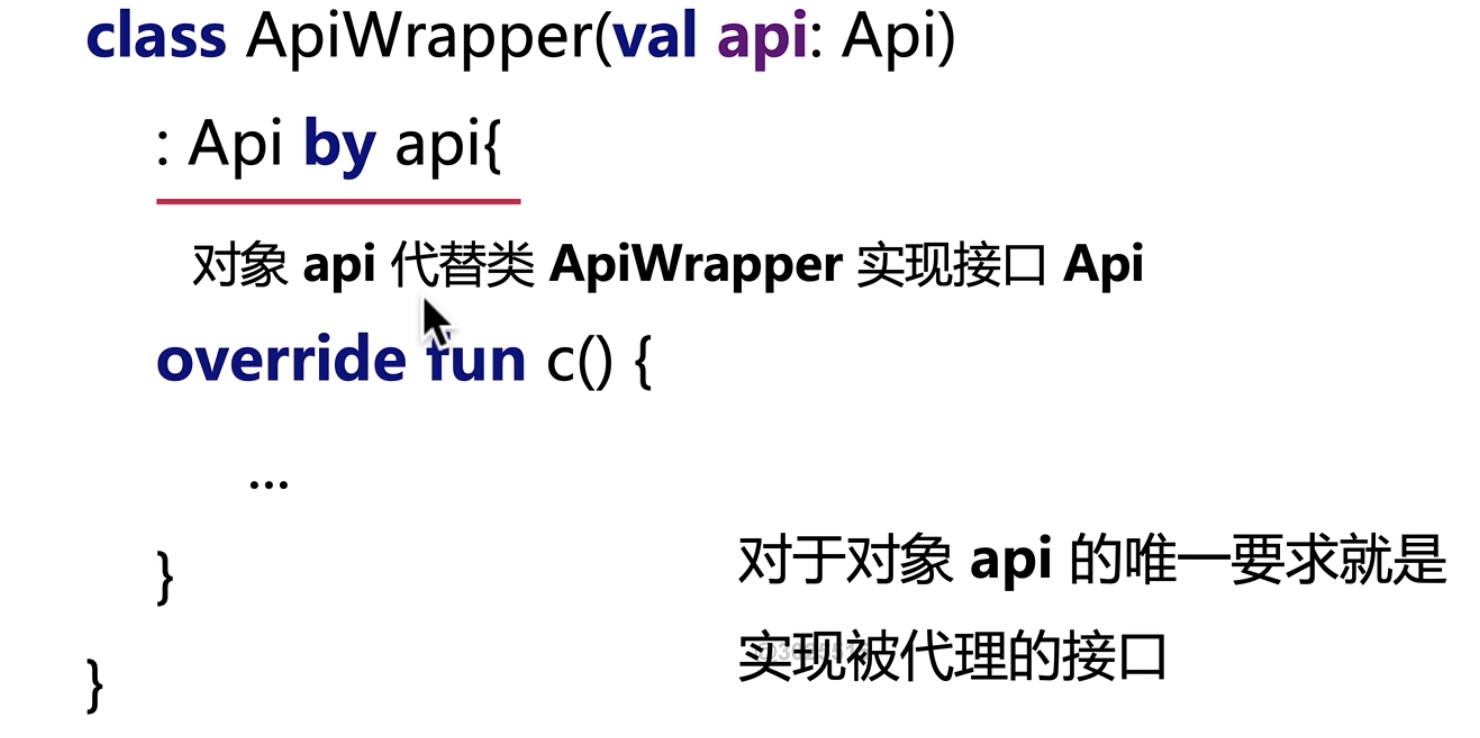 class ApiWrapper(val api: Api)
: Api by api{
对象 api 代替类 ApiWrapper 实现接口 Api
override fun c() {
...
}
对于对象 api 的唯一要求就是
实现被代理的接口
}